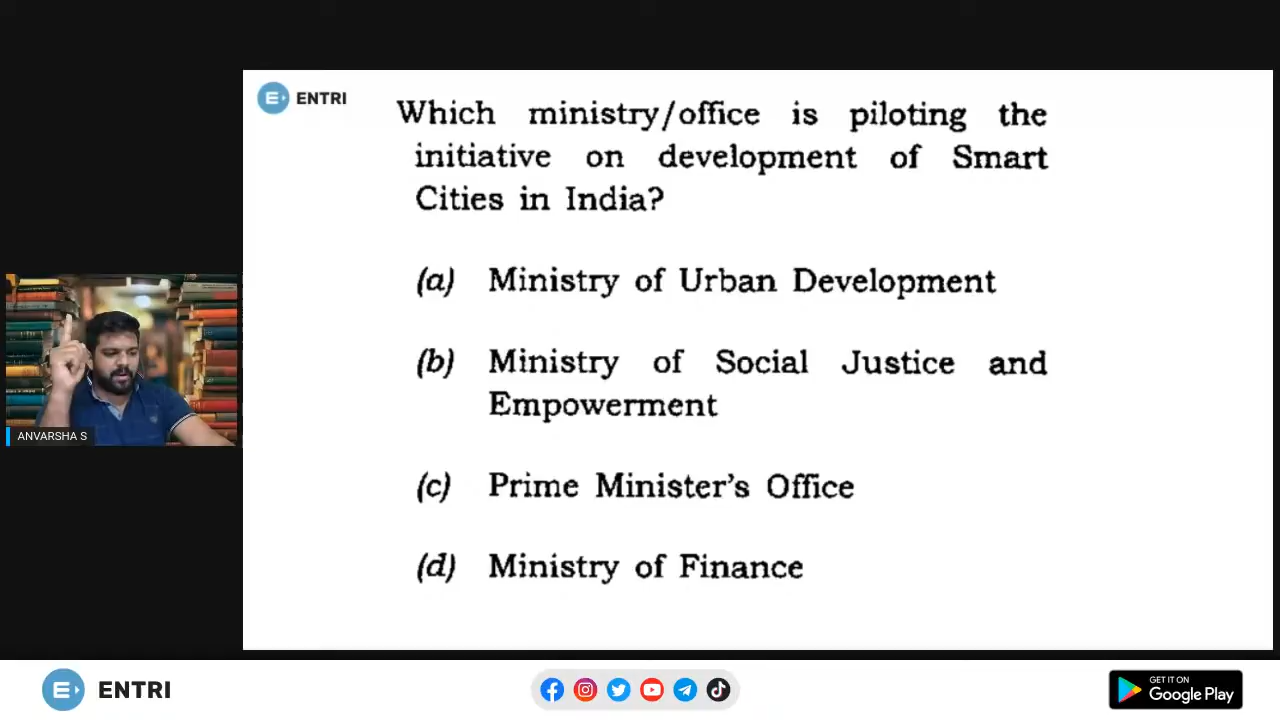 ENTRI
Which ministry/office is piloting the
initiative on development of Smart
Cities in India?
(a) Ministry of Urban Development
(b) Ministry of Social Justice and
Empowerment
(c) Prime Minister's Office
(d) Ministry of Finance
ANVARSHA S
ENTRI
GET IT ON
Google Play